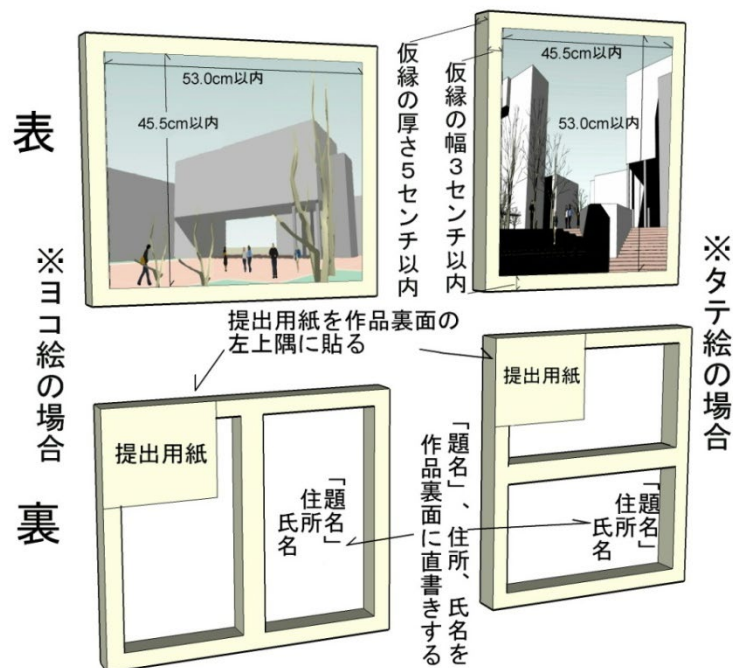 表
53.0cm以内
45.5cm以内
仮縁の厚さ5センチ以内
仮縁の幅3センチ以内
45.5cm以内
53.0cm以内
※ヨコ絵の場合
※タテ絵の場合
提出用紙を作品裏面の
左上隅に貼る
裏
提出用紙
「題名」
住所
氏名
「題名」、住所、氏名を
作品裏面に直書きする
提出用紙
「題名」
住所
氏名